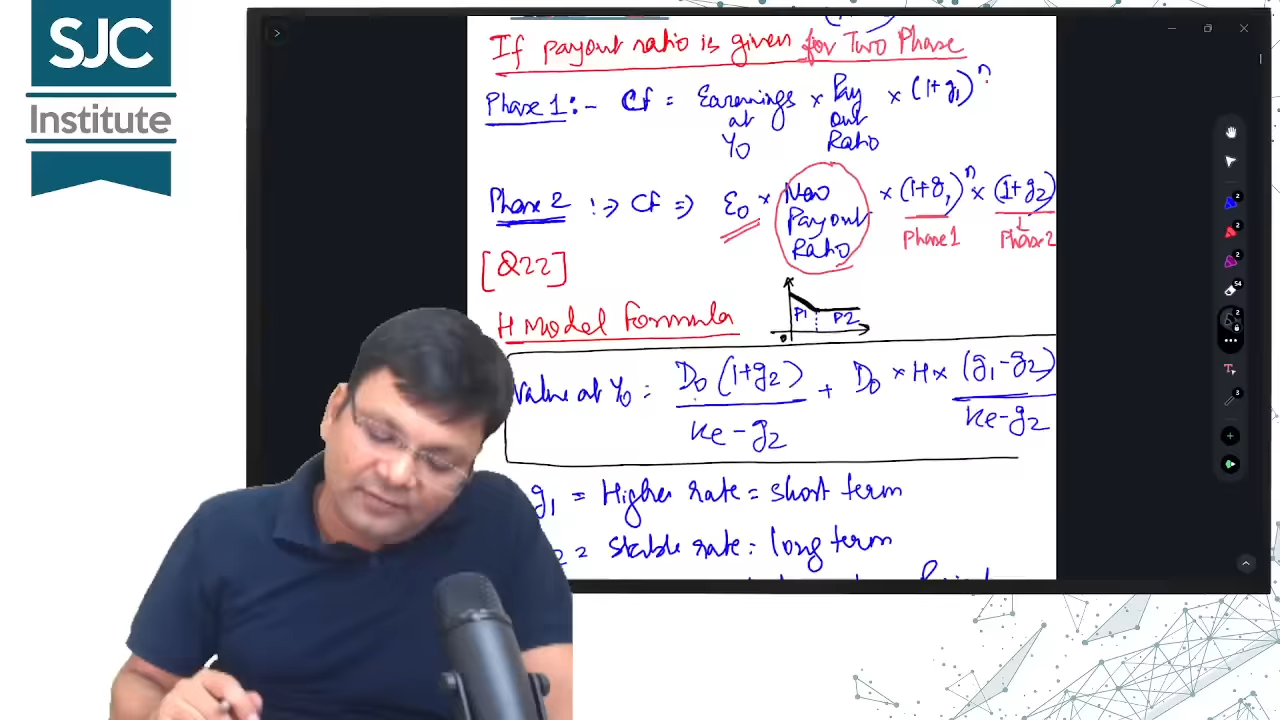 SJC
Institute
If payout ratio is given for Two Phase
Phase 1:- Cf = Earnings at Y0 × Pay out Ratio × (1+g1)^n
Phase 2 :⇒ Cf ⇒ E0 × New Payout Ratio × (1+g1)^n × (1+g2)
Phase1 Phase2
[Q22]
H Model Formula
P1 P2
0
Value at Y0 = D0 (1+g2) / ke-g2 + D0 × H × (g1-g2) / ke-g2
g1 = Higher rate = short term
2 = Stable rate = long term